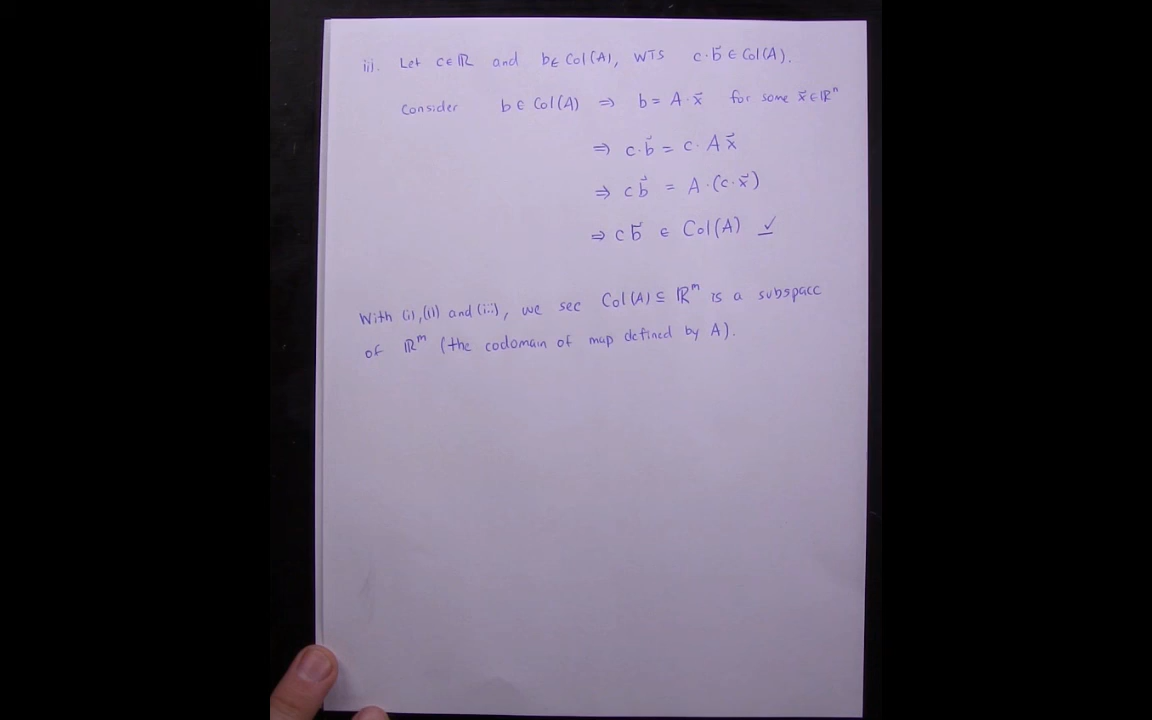 ii). Let c∈ℝ and b∈Col(A), WTS c·b⃗ ∈ Col(A).
Consider b ∈ Col(A) ⇒ b = A·x⃗ for some x⃗∈ℝⁿ
⇒ c·b⃗ = c·Ax⃗
⇒ cb⃗ = A·(c·x⃗)
⇒ cb⃗ ∈ Col(A) ✓
With (i),(i) and (iii), we see Col(A) ⊆ ℝᵐ is a subspace
of ℝᵐ (the codomain of map defined by A).